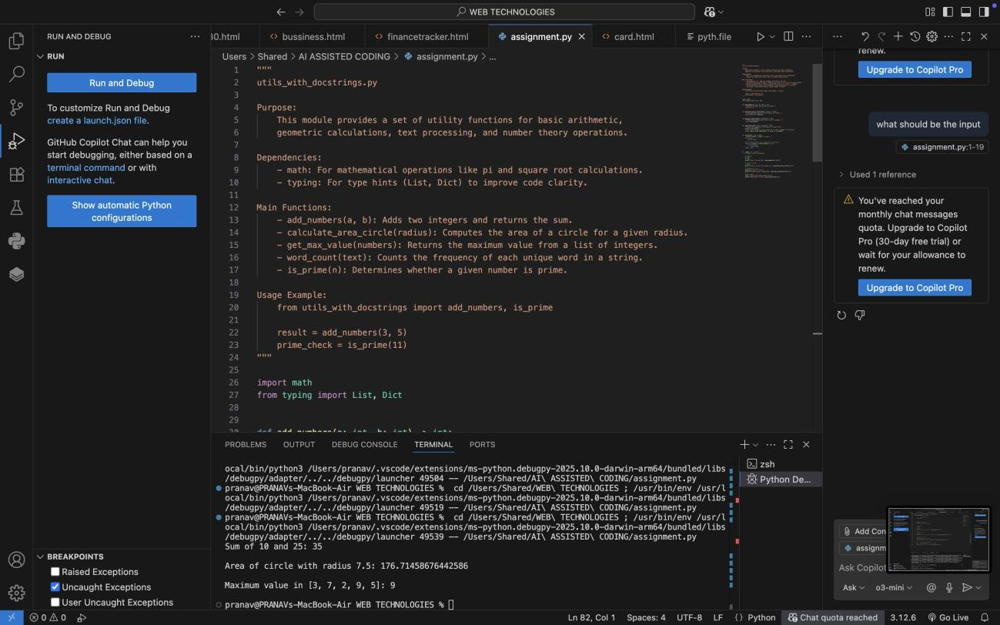 WEB TECHNOLOGIES
RUN AND DEBUG
RUN
Run and Debug
To customize Run and Debug
create a launch.json file.
GitHub Copilot Chat can help you
start debugging, either based on a
terminal command or with
interactive chat.
Show automatic Python
configurations
30.html
bussiness.html
financetracker.html
assignment.py
card.html
pyth.file
Users > Shared > AI ASSISTED CODING > assignment.py > ...
1 """
2 utils_with_docstrings.py
3
4 Purpose:
5 This module provides a set of utility functions for basic arithmetic,
6 geometric calculations, text processing, and number theory operations.
7
8 Dependencies:
9 - math: For mathematical operations like pi and square root calculations.
10 - typing: For type hints (List, Dict) to improve code clarity.
11
12 Main Functions:
13 - add_numbers(a, b): Adds two integers and returns the sum.
14 - calculate_area_circle(radius): Computes the area of a circle for a given radius.
15 - get_max_value(numbers): Returns the maximum value from a list of integers.
16 - word_count(text): Counts the frequency of each unique word in a string.
17 - is_prime(n): Determines whether a given number is prime.
18
19 Usage Example:
20 from utils_with_docstrings import add_numbers, is_prime
21
22 result = add_numbers(3, 5)
23 prime_check = is_prime(11)
24 """
25
26 import math
27 from typing import List, Dict
28
29
30 def add_numbers(a: int, b: int) -> int:
renew.
Upgrade to Copilot Pro
what should be the input
assignment.py:1-19
Used 1 reference
You've reached your
monthly chat messages
quota. Upgrade to Copilot
Pro (30-day free trial) or
wait for your allowance to
renew.
Upgrade to Copilot Pro
PROBLEMS
OUTPUT
DEBUG CONSOLE
TERMINAL
PORTS
ocal/bin/python3 /Users/pranav/.vscode/extensions/ms-python.debugpy-2025.10.0-darwin-arm64/bundled/libs
/debugpy/adapter/../../debugpy/launcher 49504 -- /Users/Shared/AI\ ASSISTED\ CODING/assignment.py
pranav@PRANAVs-MacBook-Air WEB TECHNOLOGIES % cd /Users/Shared/WEB\ TECHNOLOGIES ; /usr/bin/env /usr/l
ocal/bin/python3 /Users/pranav/.vscode/extensions/ms-python.debugpy-2025.10.0-darwin-arm64/bundled/libs
/debugpy/adapter/../../debugpy/launcher 49519 -- /Users/Shared/AI\ ASSISTED\ CODING/assignment.py
pranav@PRANAVs-MacBook-Air WEB TECHNOLOGIES % cd /Users/Shared/WEB\ TECHNOLOGIES ; /usr/bin/env /usr/l
ocal/bin/python3 /Users/pranav/.vscode/extensions/ms-python.debugpy-2025.10.0-darwin-arm64/bundled/libs
/debugpy/adapter/../../debugpy/launcher 49539 -- /Users/Shared/AI\ ASSISTED\ CODING/assignment.py
Sum of 10 and 25: 35
Area of circle with radius 7.5: 176.71458676442586
Maximum value in [3, 7, 2, 9, 5]: 9
pranav@PRANAVs-MacBook-Air WEB TECHNOLOGIES %
zsh
Python De...
Add Con
assignm
Ask Copilot
Ask
o3-mini
BREAKPOINTS
Raised Exceptions
Uncaught Exceptions
User Uncaught Exceptions
0 0
Ln 82, Col 1
Spaces: 4
UTF-8
LF
{} Python
Chat quota reached
3.12.6
Go Live